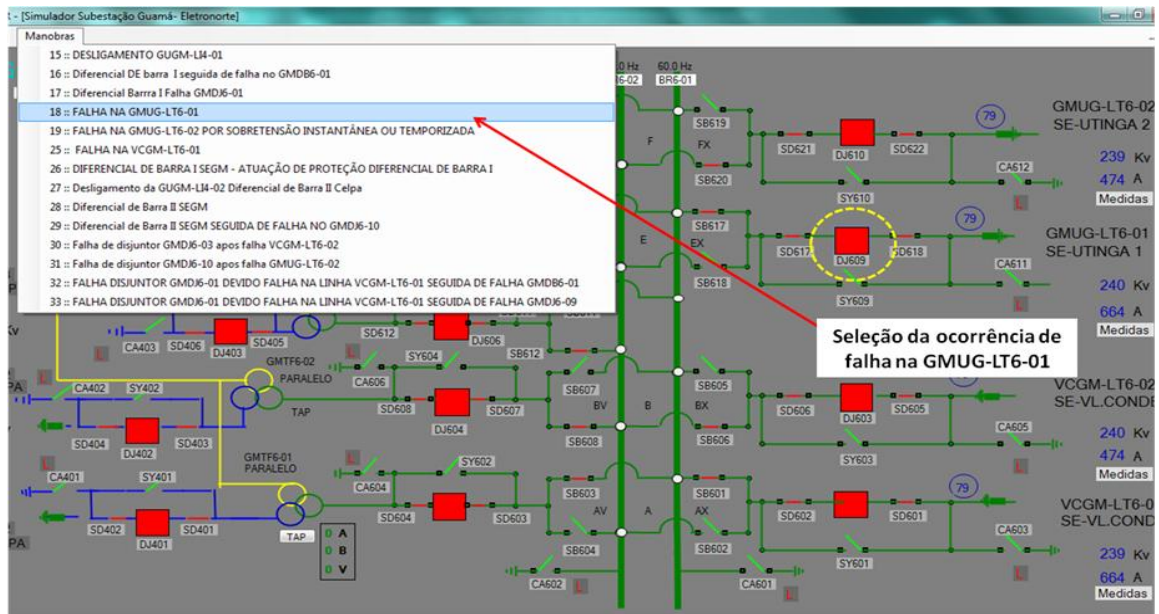 - [Simulador Subestação Guamá- Eletronorte]
Manobras
15 :: DESLIGAMENTO GUGM-LI4-01
16 :: Diferencial DE barra I seguida de falha no GMDB6-01
17 :: Diferencial Barrra I Falha GMDJ6-01
18 :: FALHA NA GMUG-LT6-01
19 :: FALHA NA GMUG-LT6-02 POR SOBRETENSÃO INSTANTÂNEA OU TEMPORIZADA
25 :: FALHA NA VCGM-LT6-01
26 :: DIFERENCIAL DE BARRA I SEGM - ATUAÇÃO DE PROTEÇÃO DIFERENCIAL DE BARRA I
27 :: Desligamento da GUGM-LI4-02 Diferencial de Barra II Celpa
28 :: Diferencial de Barra II SEGM
29 :: Diferencial de Barra II SEGM SEGUIDA DE FALHA NO GMDJ6-10
30 :: Falha de disjuntor GMDJ6-03 apos falha VCGM-LT6-02
31 :: Falha de disjuntor GMDJ6-10 apos falha GMUG-LT6-02
32 :: FALHA DISJUNTOR GMDJ6-01 DEVIDO FALHA NA LINHA VCGM-LT6-01 SEGUIDA DE FALHA GMDB6-01
33 :: FALHA DISJUNTOR GMDJ6-01 DEVIDO FALHA NA LINHA VCGM-LT6-01 SEGUIDA DE FALHA GMDJ6-09
.0 Hz 60.0 Hz
6-02 BR6-01
SB619
F FX
SB620
SD621 DJ610 SD622
SY610
79
CA612
L
GMUG-LT6-02
SE-UTINGA 2
239 Kv
474 A
Medidas
SB617
E EX
SB618
SD617 DJ609 SD618
SY609
79
CA611
L
GMUG-LT6-01
SE-UTINGA 1
240 Kv
664 A
Medidas
Seleção da ocorrência de
falha na GMUG-LT6-01
Kv
L CA403 SD406 DJ403 SD405
SD612 DJ606
GMTF6-02
PARALELO
TAP
L
CA606
SY604 SB612
SD608 DJ604 SD607
PA
L CA402 SY402
SD404 DJ402 SD403
SB607
BV B BX
SB608
SB605
SB606
SD606 DJ603 SD605
SY603
CA605
L
VCGM-LT6-02
SE-VL.CONDE
240 Kv
474 A
Medidas
L
CA401 SY401
SD402 DJ401 SD401
PA
GMTF6-01
PARALELO
TAP
0 A
0 B
0 V
L
CA604
SY602
SD604 SD603
SB603
AV A AX
SB604
SB601
SB602
CA602 L
CA601
L
SD602 SD601
SY601
79
CA603
L
VCGM-LT6-0
SE-VL.COND
239 Kv
664 A
Medidas